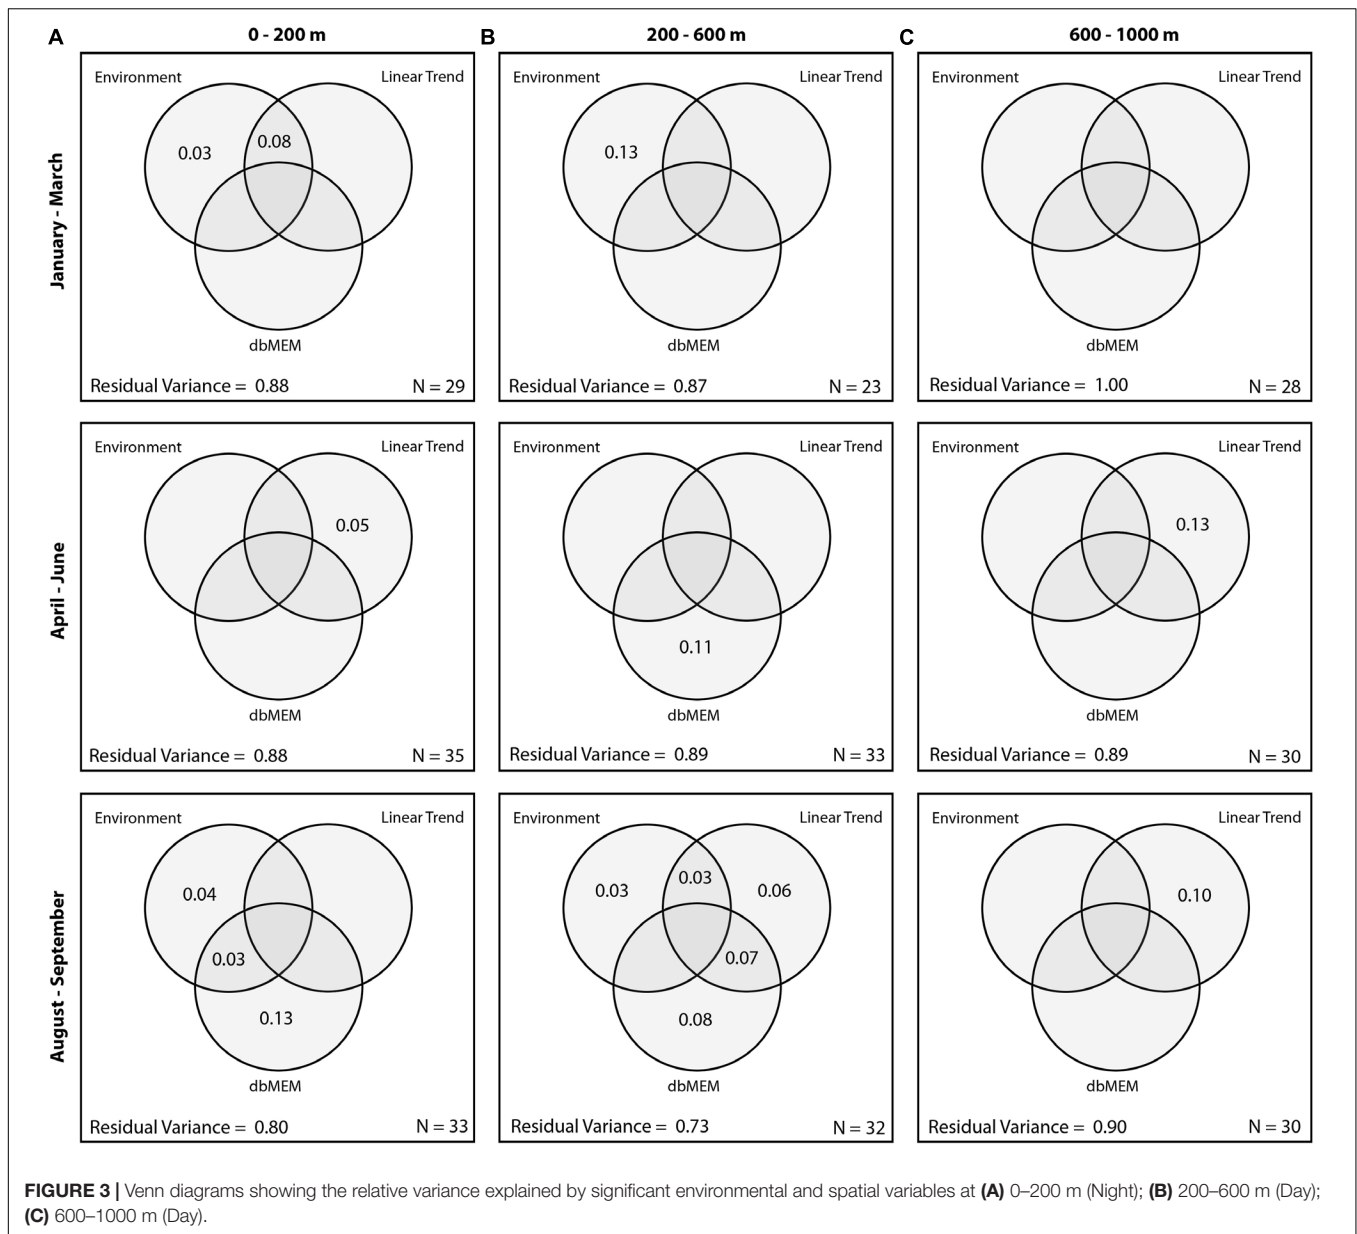 A 0 - 200 m B 200 - 600 m C 600 - 1000 m
January - March
Environment Linear Trend
0.03 0.08
dbMEM
Residual Variance = 0.88 N = 29
Environment Linear Trend
0.13
dbMEM
Residual Variance = 0.87 N = 23
Environment Linear Trend
dbMEM
Residual Variance = 1.00 N = 28
April - June
Environment Linear Trend
0.05
dbMEM
Residual Variance = 0.88 N = 35
Environment Linear Trend
0.11
dbMEM
Residual Variance = 0.89 N = 33
Environment Linear Trend
0.13
dbMEM
Residual Variance = 0.89 N = 30
August - September
Environment Linear Trend
0.04
0.03
0.13
dbMEM
Residual Variance = 0.80 N = 33
Environment Linear Trend
0.03 0.03 0.06
0.07
0.08
dbMEM
Residual Variance = 0.73 N = 32
Environment Linear Trend
0.10
dbMEM
Residual Variance = 0.90 N = 30
FIGURE 3 | Venn diagrams showing the relative variance explained by significant environmental and spatial variables at (A) 0–200 m (Night); (B) 200–600 m (Day);
(C) 600–1000 m (Day).